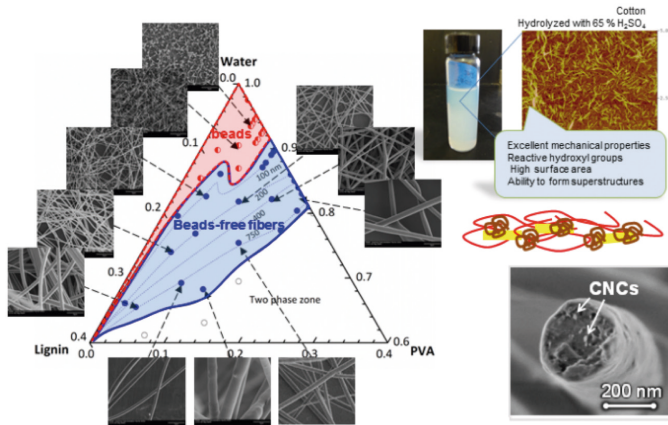 Water
0.0 1.0
0.1
0.9
0.2
0.8
0.3
0.7
0.4
0.6
beads
100 nm
200
400
750
Beads-free fibers
Two phase zone
Lignin
0.0
0.1
0.2
0.3
0.4
PVA
Cotton
Hydrolyzed with 65 % H₂SO₄
Excellent mechanical properties
Reactive hydroxyl groups
High surface area
Ability to form superstructures
CNCs
200 nm